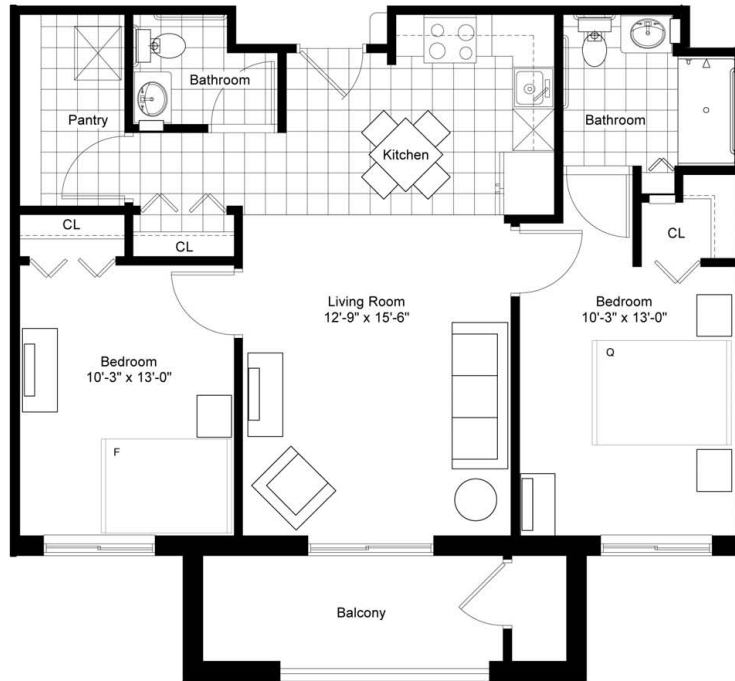 Bathroom
Pantry
Kitchen
Bathroom
CL
CL
CL
Living Room
12'-9" x 15'-6"
Bedroom
10'-3" x 13'-0"
Bedroom
10'-3" x 13'-0"
Q
F
Balcony